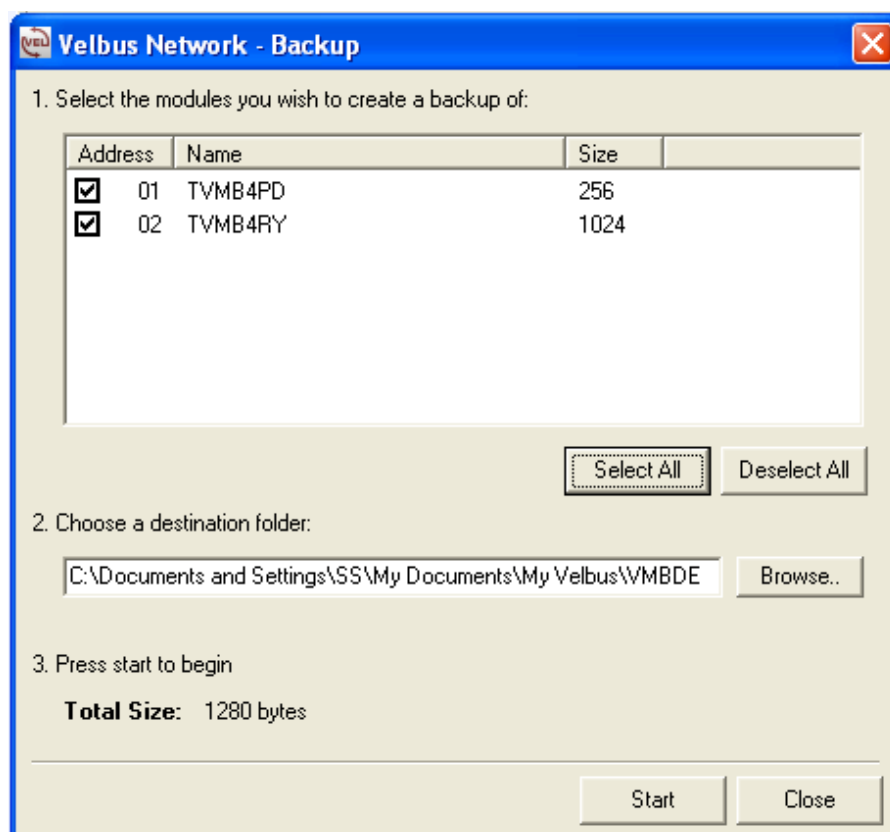 VEL Velbus Network - Backup
1. Select the modules you wish to create a backup of:
Address Name Size
01 TVMB4PD 256
02 TVMB4RY 1024
Select All Deselect All
2. Choose a destination folder:
C:\Documents and Settings\SS\My Documents\My Velbus\VMBDE Browse..
3. Press start to begin
Total Size: 1280 bytes
Start Close